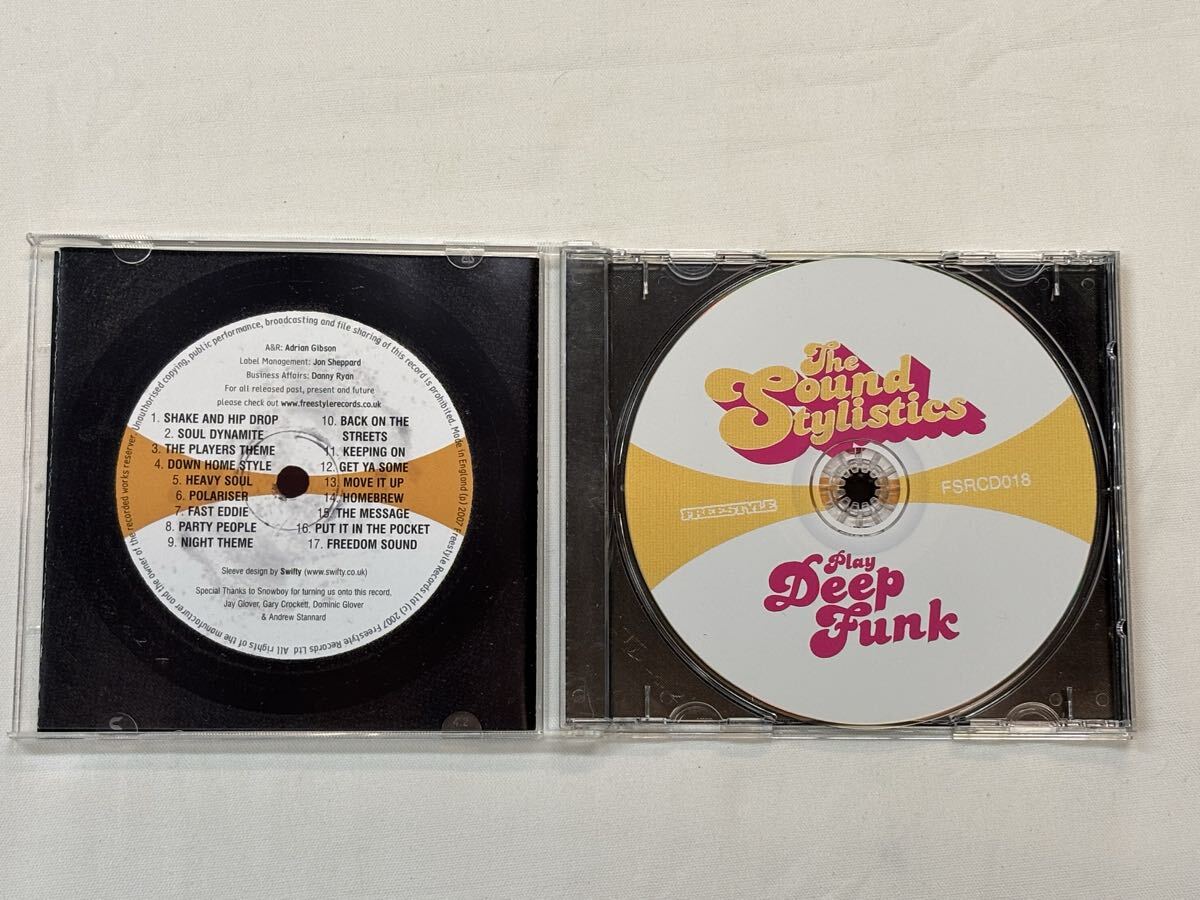 Unauthorised copying, public performance, broadcasting and file sharing of this record is prohibited. Made in England (p) 2007 Freestyle Records Ltd (c) 2007 Freestyle Records Ltd All rights of the manufacturer and the owner of the recorded works reserved.
A&R: Adrian Gibson
Label Management: Jon Sheppard
Business Affairs: Danny Ryan
For all released past, present and future
please check out www.freestylerecords.co.uk
1. SHAKE AND HIP DROP
2. SOUL DYNAMITE
3. THE PLAYERS THEME
4. DOWN HOME STYLE
5. HEAVY SOUL
6. POLARISER
7. FAST EDDIE
8. PARTY PEOPLE
9. NIGHT THEME
10. BACK ON THE
STREETS
11. KEEPING ON
12. GET YA SOME
13. MOVE IT UP
14. HOMEBREW
15. THE MESSAGE
16. PUT IT IN THE POCKET
17. FREEDOM SOUND
Sleeve design by Swifty (www.swifty.co.uk)
Special Thanks to Snowboy for turning us onto this record,
Jay Glover, Gary Crockett, Dominic Glover
& Andrew Stannard
The
Sound
Stylistics
FREESTYLE
FSRCD018
Play
Deep
Funk